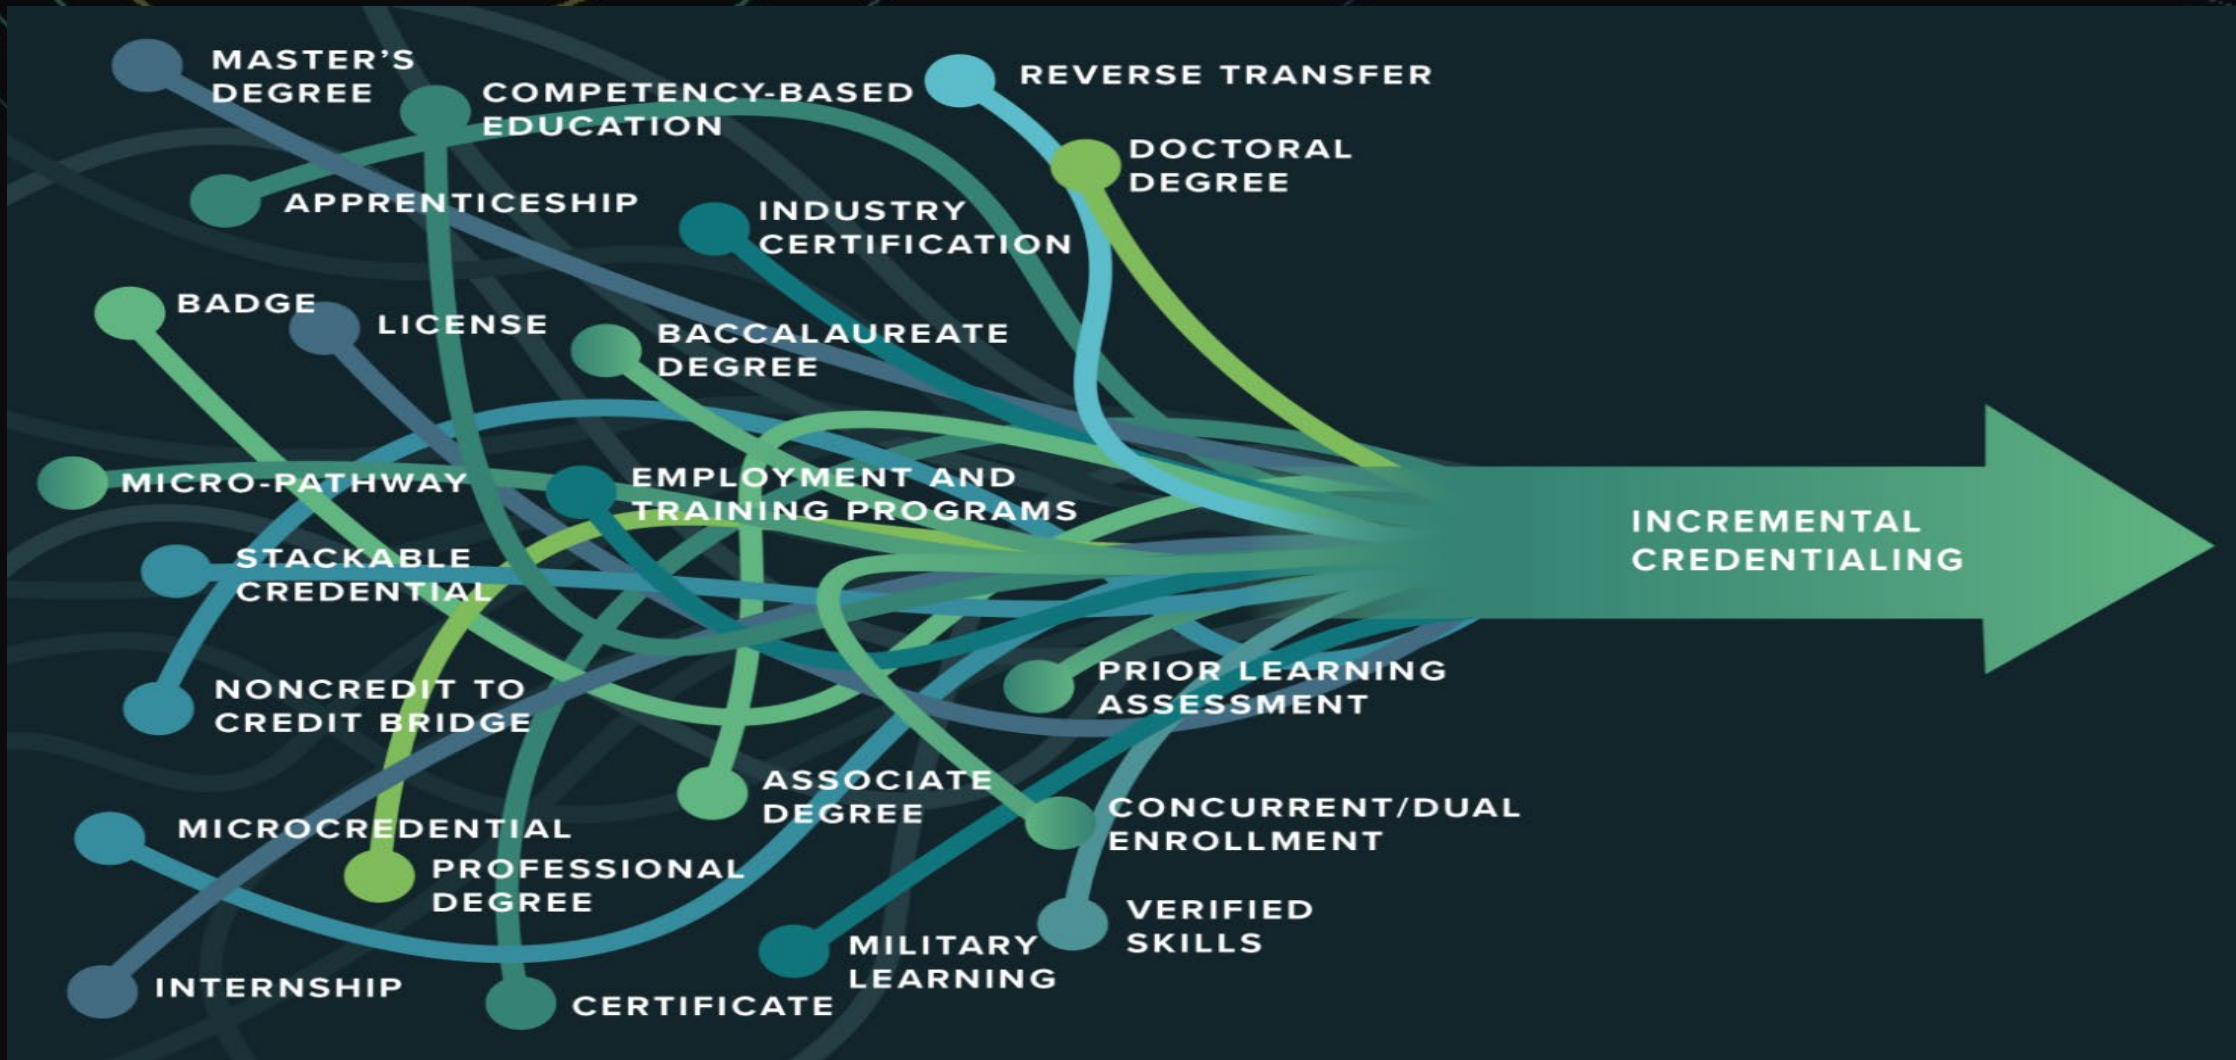 MASTER'S
DEGREE
COMPETENCY-BASED
EDUCATION
REVERSE TRANSFER
DOCTORAL
DEGREE
APPRENTICESHIP
INDUSTRY
CERTIFICATION
BADGE
LICENSE
BACCALAUREATE
DEGREE
MICRO-PATHWAY
EMPLOYMENT AND
TRAINING PROGRAMS
INCREMENTAL
CREDENTIALING
STACKABLE
CREDENTIAL
NONCREDIT TO
CREDIT BRIDGE
PRIOR LEARNING
ASSESSMENT
ASSOCIATE
DEGREE
CONCURRENT/DUAL
ENROLLMENT
MICROCREDENTIAL
PROFESSIONAL
DEGREE
VERIFIED
SKILLS
MILITARY
LEARNING
INTERNSHIP
CERTIFICATE